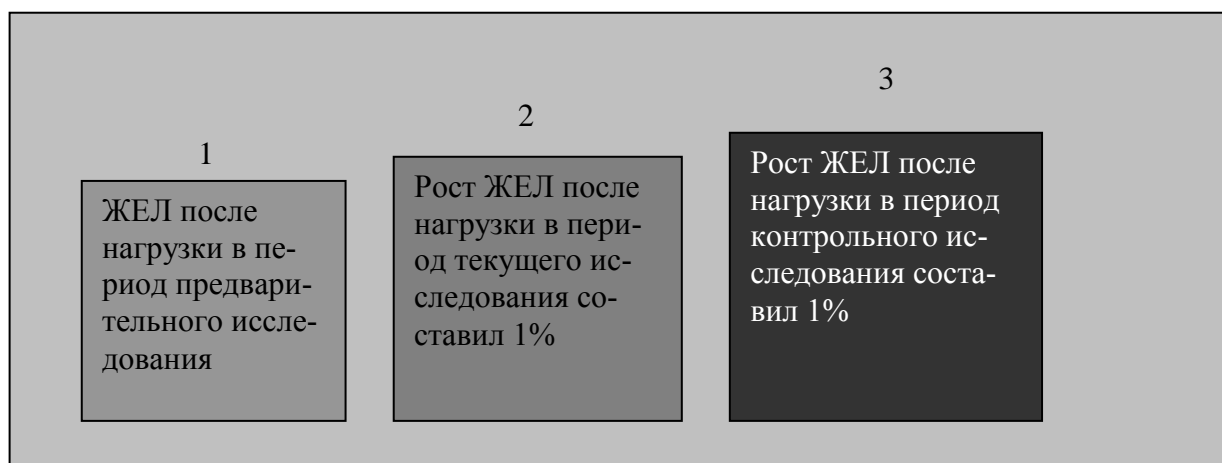 1
ЖЕЛ после
нагрузки в пе-
риод предвари-
тельного иссле-
дования
2
Рост ЖЕЛ после
нагрузки в пери-
од текущего ис-
следования со-
ставил 1%
3
Рост ЖЕЛ после
нагрузки в период
контрольного ис-
следования соста-
вил 1%